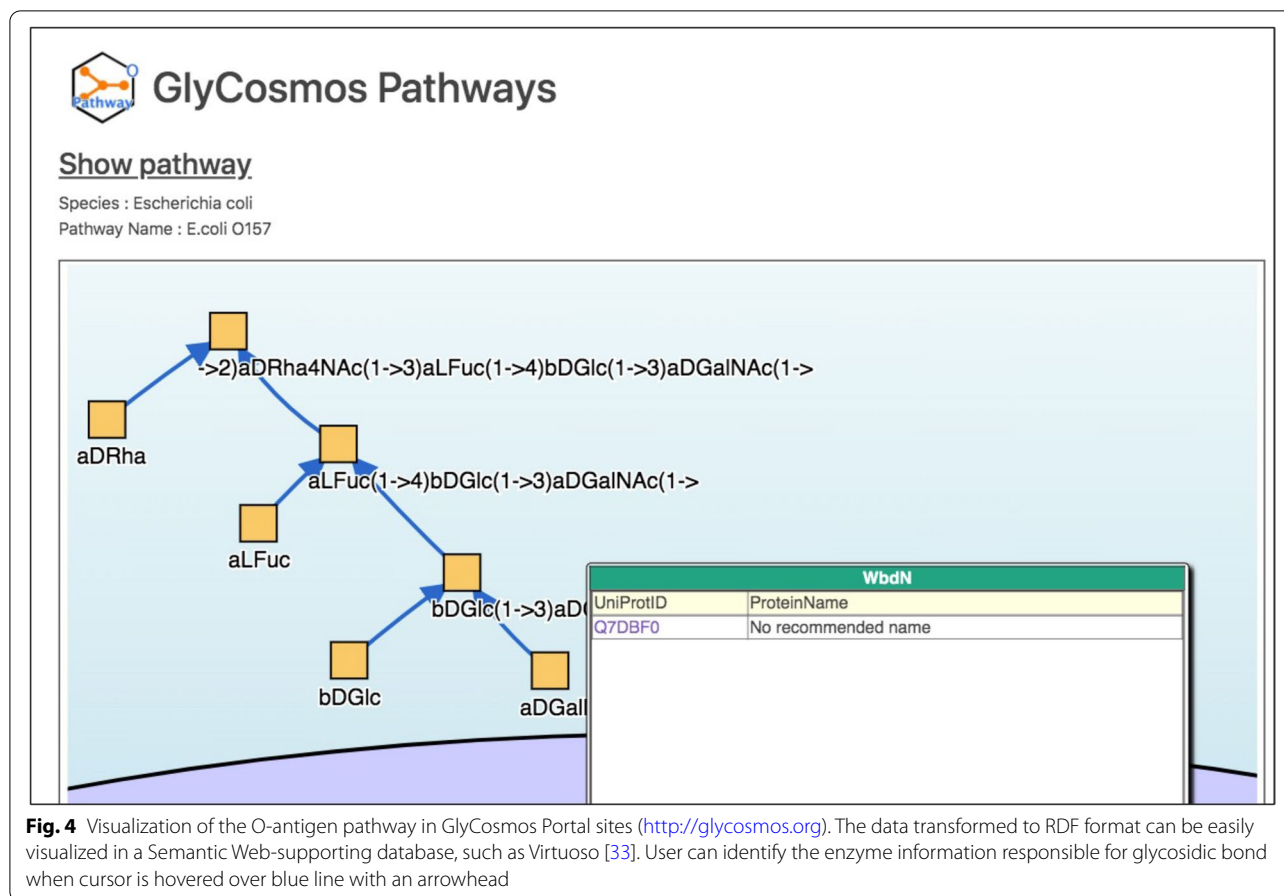 O
Pathway
GlyCosmos Pathways
Show pathway
Species : Escherichia coli
Pathway Name : E.coli O157
->2)aDRha4NAc(1->3)aLFuc(1->4)bDGlc(1->3)aDGalNAc(1->
aDRha
aLFuc(1->4)bDGlc(1->3)aDGalNAc(1->
aLFuc
WbdN
UniProtID ProteinName
Q7DBF0 No recommended name
bDGlc(1->3)aD
bDGlc
aDGal
Fig. 4 Visualization of the O-antigen pathway in GlyCosmos Portal sites (http://glycosmos.org). The data transformed to RDF format can be easily
visualized in a Semantic Web-supporting database, such as Virtuoso [33]. User can identify the enzyme information responsible for glycosidic bond
when cursor is hovered over blue line with an arrowhead